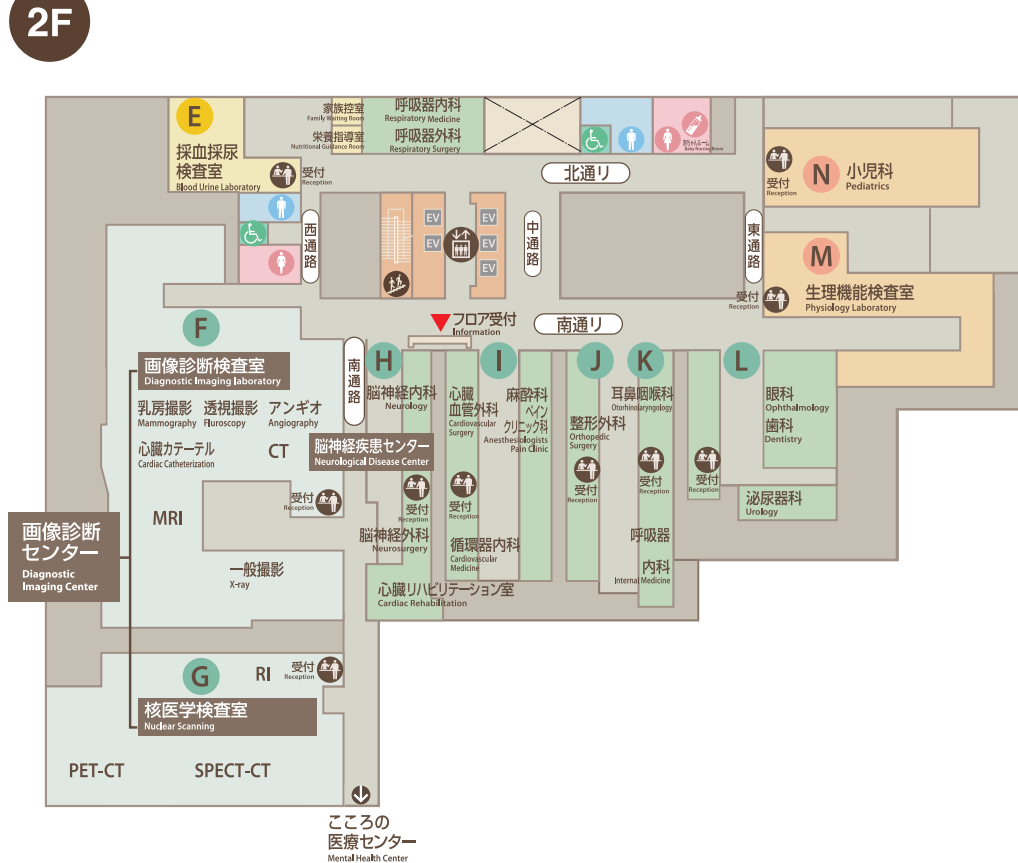 2F
E
採血採尿
検査室
Blood Urine Laboratory
受付
Reception
家族控室
Family Waiting Room
栄養指導室
Nutritional Guidance Room
呼吸器内科
Respiratory Medicine
呼吸器外科
Respiratory Surgery
赤ちゃんルーム
Baby Nursing Room
北通り
受付
Reception
N
小児科
Pediatrics
西通路
EV
EV
EV
EV
EV
中通路
東通路
M
生理機能検査室
Physiology Laboratory
受付
Reception
フロア受付
Information
南通り
F
画像診断検査室
Diagnostic Imaging laboratory
乳房撮影
Mammography
透視撮影
Fluroscopy
アンギオ
Angiography
心臓カテーテル
Cardiac Catheterization
CT
受付
Reception
MRI
一般撮影
X-ray
南通路
H
脳神経内科
Neurology
脳神経疾患センター
Neurological Disease Center
受付
Reception
脳神経外科
Neurosurgery
心臓リハビリテーション室
Cardiac Rehabilitation
I
心臓
血管外科
Cardiovascular
Surgery
麻酔科
ペイン
クリニック科
Anesthesiologists
Pain Clinic
受付
Reception
循環器内科
Cardiovascular
Medicine
J
整形外科
Orthopedic
Surgery
受付
Reception
K
耳鼻咽喉科
Otorhinolaryngology
受付
Reception
呼吸器
内科
Internal Medicine
L
受付
Reception
眼科
Ophthalmology
歯科
Dentistry
泌尿器科
Urology
画像診断
センター
Diagnostic
Imaging Center
G
RI
受付
Reception
核医学検査室
Nuclear Scanning
PET-CT
SPECT-CT
こころの
医療センター
Mental Health Center